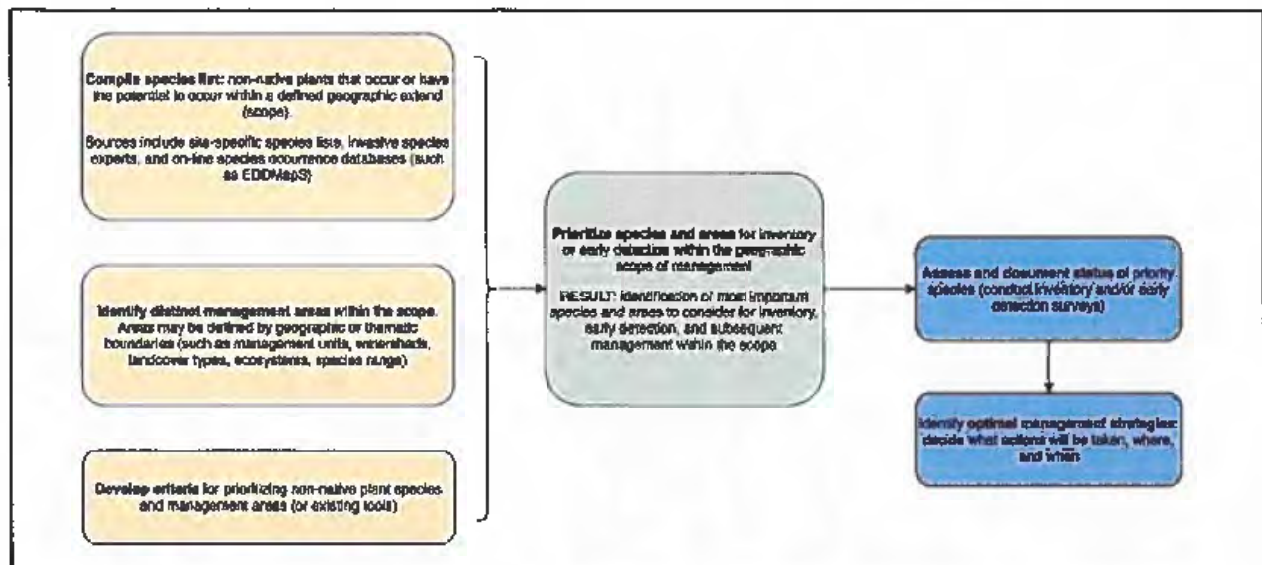 Compile species list: non-native plants that occur or have
the potential to occur within a defined geographic extend
(scope).
Sources include site-specific species lists, invasive species
experts, and on-line species occurrence databases (such
as EDDMapS)
Identify distinct management areas within the scope.
Areas may be defined by geographic or thematic
boundaries (such as management units, watersheds,
landcover types, ecosystems, species range)
Develop criteria for prioritizing non-native plant species
and management areas (or existing tools)
Prioritize species and areas for inventory
or early detection within the geographic
scope of management
RESULT: Identification of most important
species and areas to consider for inventory,
early detection, and subsequent
management within the scope
Assess and document status of priority
species (conduct inventory and/or early
detection surveys)
Identify optimal management strategies:
decide what actions will be taken, where,
and when